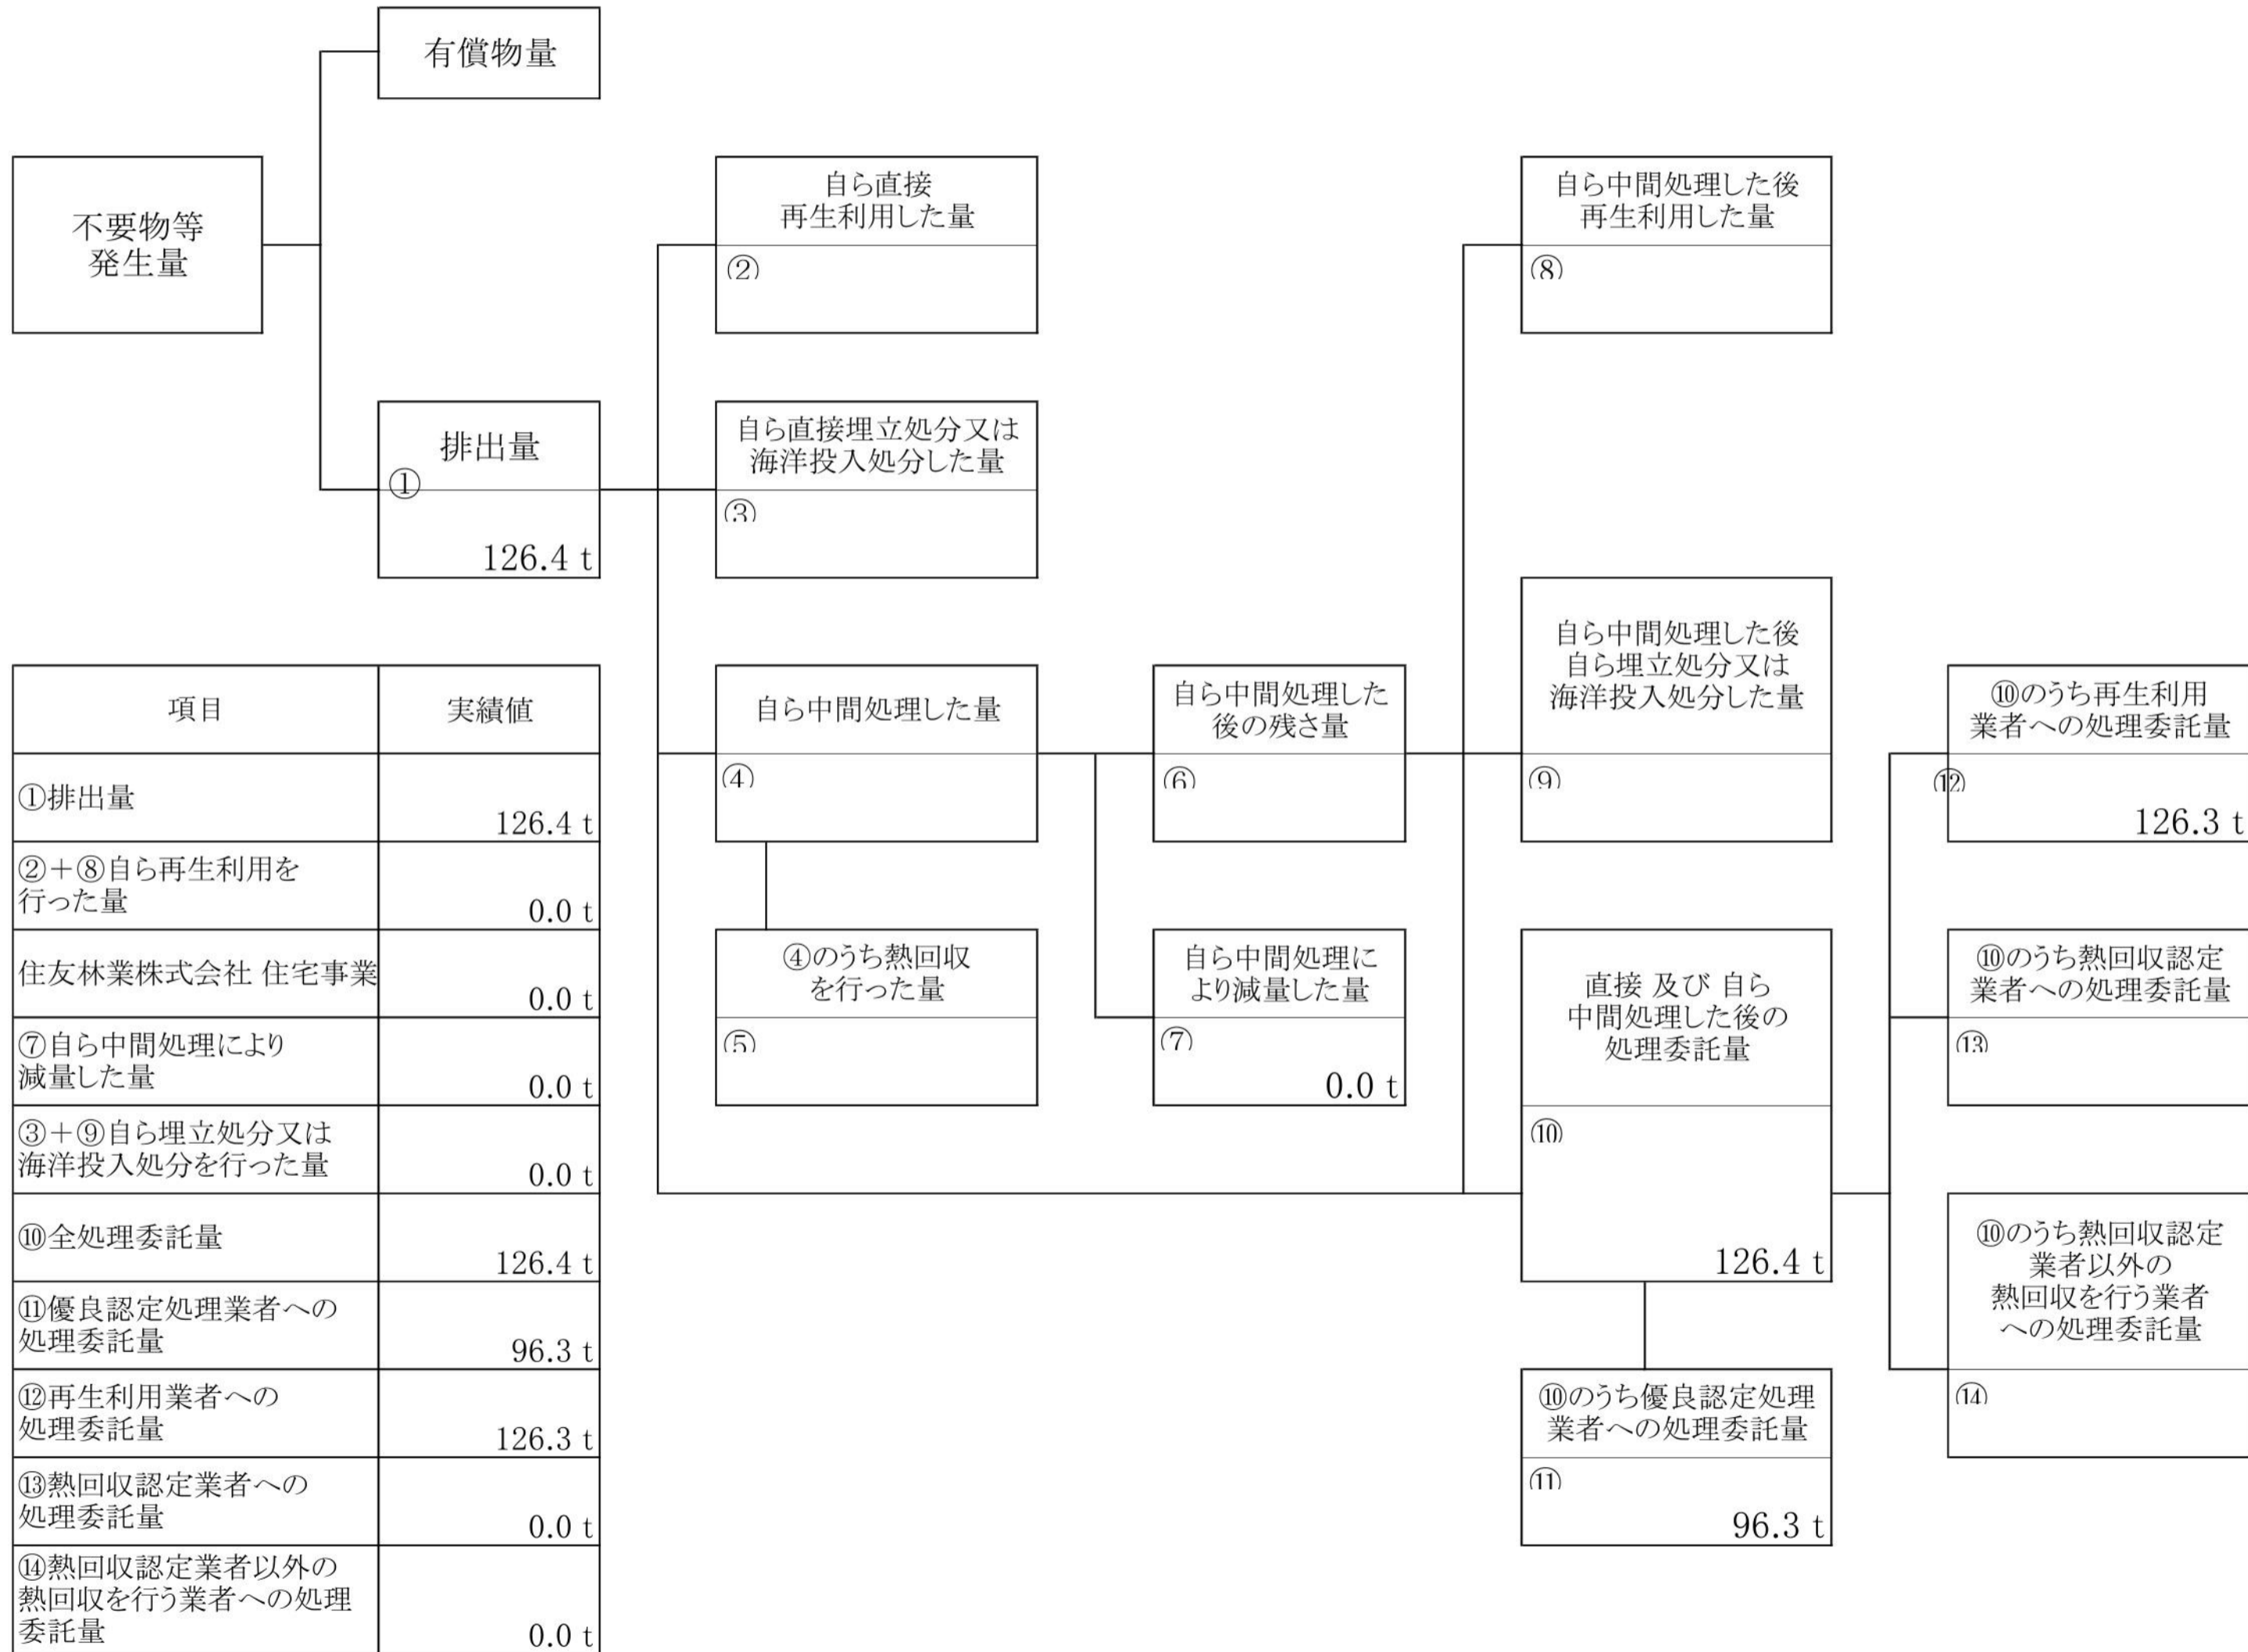 有償物量
不要物等
発生量
排出量
①
126.4 t
自ら直接
再生利用した量
②
自ら直接埋立処分又は
海洋投入処分した量
③
自ら中間処理した量
④
④のうち熱回収
を行った量
⑤
自ら中間処理した
後の残さ量
⑥
自ら中間処理に
より減量した量
⑦
0.0 t
自ら中間処理した後
再生利用した量
⑧
自ら中間処理した後
自ら埋立処分又は
海洋投入処分した量
⑨
直接 及び 自ら
中間処理した後の
処理委託量
⑩
126.4 t
⑩のうち優良認定処理
業者への処理委託量
⑪
96.3 t
⑩のうち再生利用
業者への処理委託量
⑫
126.3 t
⑩のうち熱回収認定
業者への処理委託量
⑬
⑩のうち熱回収認定
業者以外の
熱回収を行う業者
への処理委託量
⑭
項目 実績値
①排出量
126.4 t
②＋⑧自ら再生利用を
行った量
0.0 t
住友林業株式会社 住宅事業
0.0 t
⑦自ら中間処理により
減量した量
0.0 t
③＋⑨自ら埋立処分又は
海洋投入処分を行った量
0.0 t
⑩全処理委託量
126.4 t
⑪優良認定処理業者への
処理委託量
96.3 t
⑫再生利用業者への
処理委託量
126.3 t
⑬熱回収認定業者への
処理委託量
0.0 t
⑭熱回収認定業者以外の
熱回収を行う業者への処理
委託量
0.0 t